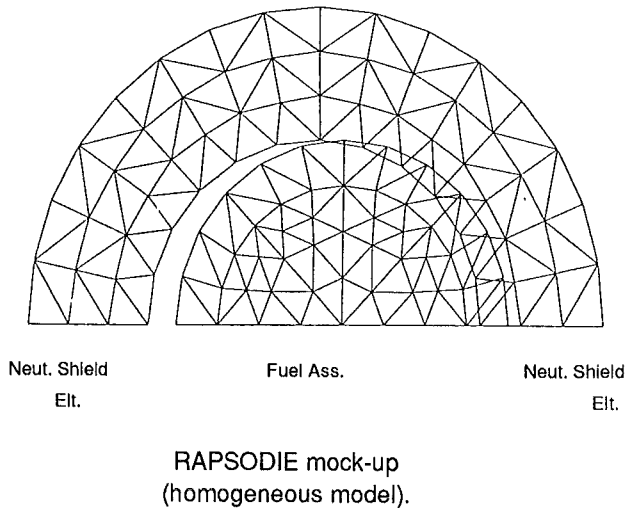 Neut. Shield Fuel Ass. Neut. Shield
Elt. Elt.
RAPSODIE mock-up
(homogeneous model).